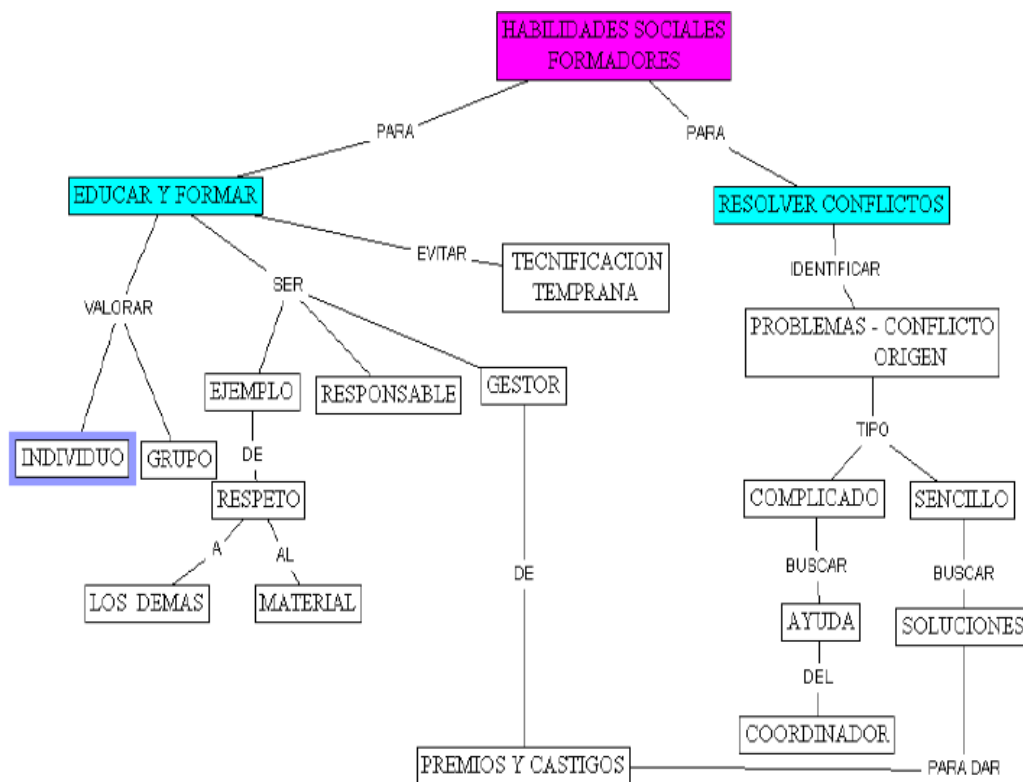 HABILIDADES SOCIALES
FORMADORES
PARA
PARA
EDUCAR Y FORMAR
RESOLVER CONFLICTOS
EVITAR
TECNIFICACION
TEMPRANA
IDENTIFICAR
SER
VALORAR
PROBLEMAS - CONFLICTO
ORIGEN
EJEMPLO
RESPONSABLE
GESTOR
TIPO
INDIVIDUO
GRUPO
DE
RESPETO
COMPLICADO
SENCILLO
A
AL
BUSCAR
BUSCAR
DE
LOS DEMAS
MATERIAL
AYUDA
SOLUCIONES
DEL
COORDINADOR
PREMIOS Y CASTIGOS
PARA DAR